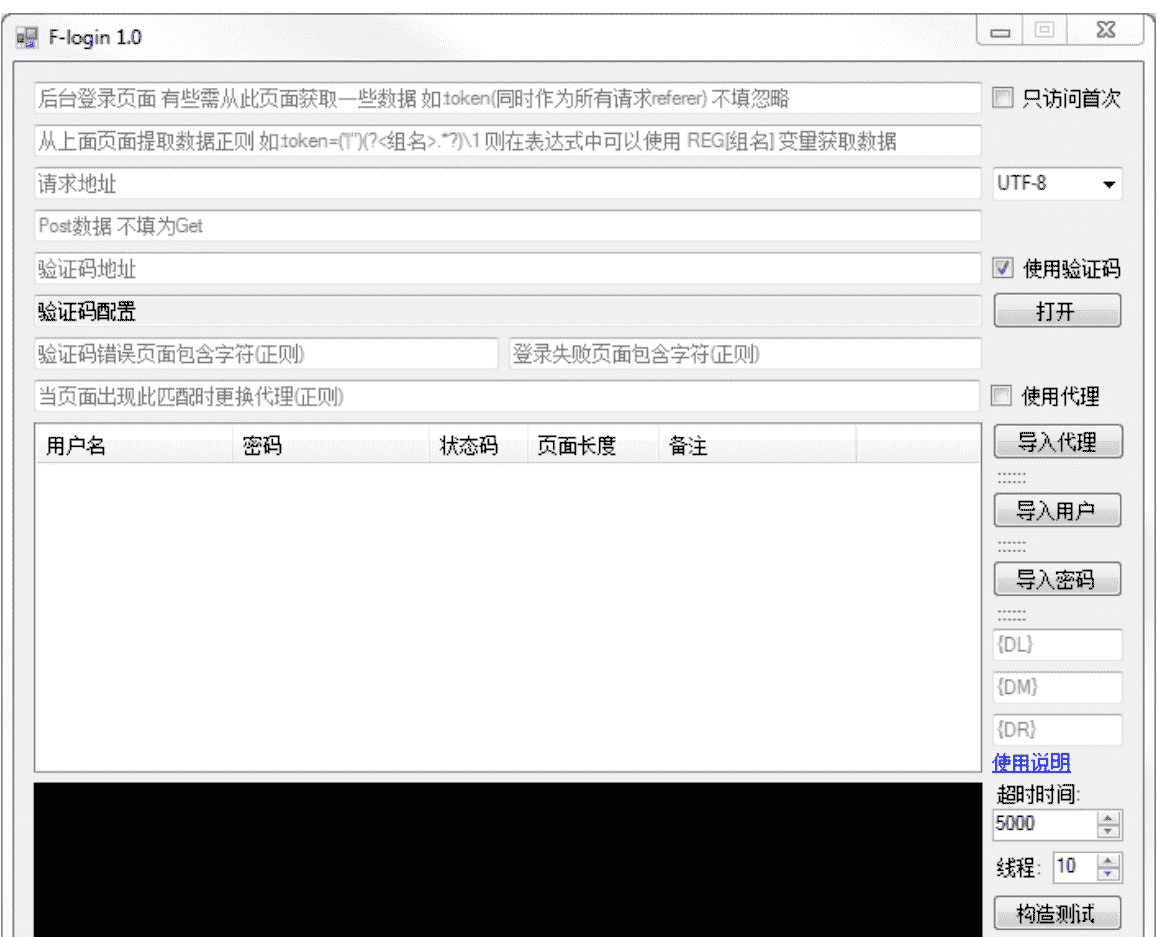 F-login 1.0
后台登录页面 有些需从此页面获取一些数据 如:token(同时作为所有请求referer) 不填忽略
只访问首次
从上面页面提取数据正则 如:token=('|")(?<组名>.*?)\1 则在表达式中可以使用 REG[组名] 变量获取数据
请求地址
UTF-8
Post数据 不填为Get
验证码地址
使用验证码
验证码配置
打开
验证码错误页面包含字符(正则) 登录失败页面包含字符(正则)
当页面出现此匹配时更换代理(正则)
使用代理
用户名 密码 状态码 页面长度 备注
导入代理
::::::
导入用户
::::::
导入密码
::::::
{DL}
{DM}
{DR}
使用说明
超时时间:
5000
线程: 10
构造测试